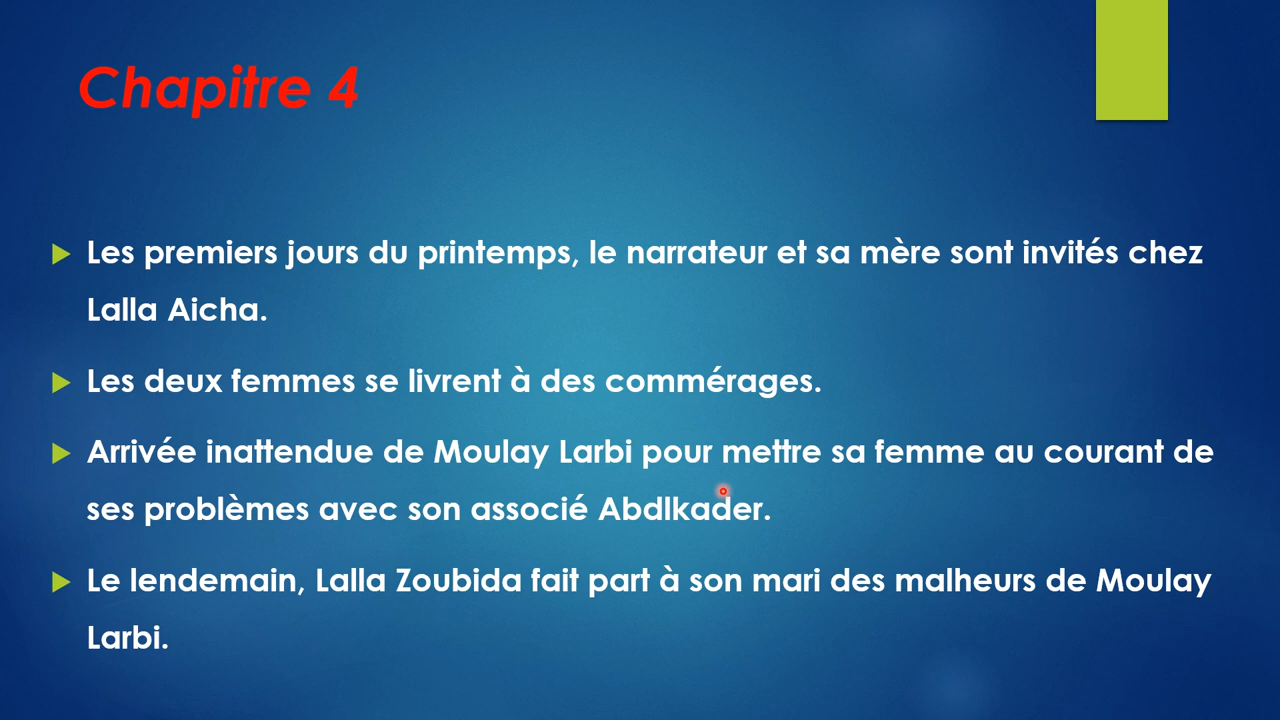 Chapitre 4
Les premiers jours du printemps, le narrateur et sa mère sont invités chez
Lalla Aicha.
Les deux femmes se livrent à des commérages.
Arrivée inattendue de Moulay Larbi pour mettre sa femme au courant de
ses problèmes avec son associé Abdlkader.
Le lendemain, Lalla Zoubida fait part à son mari des malheurs de Moulay
Larbi.